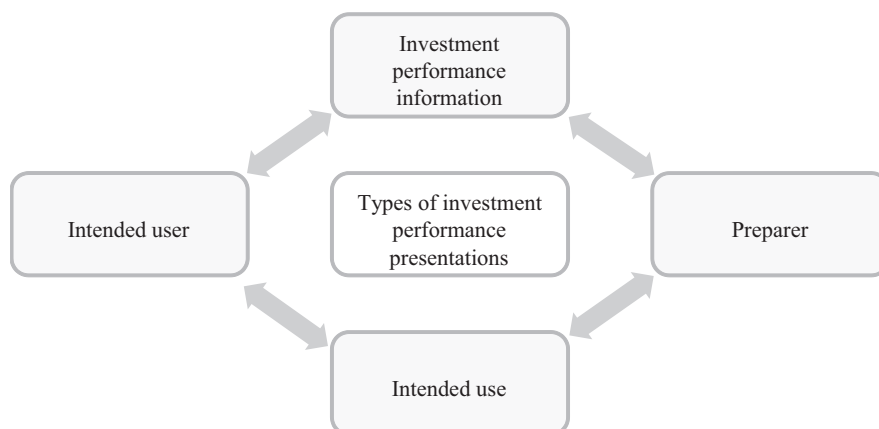 Investment
performance
information
Intended user
Types of investment
performance
presentations
Preparer
Intended use